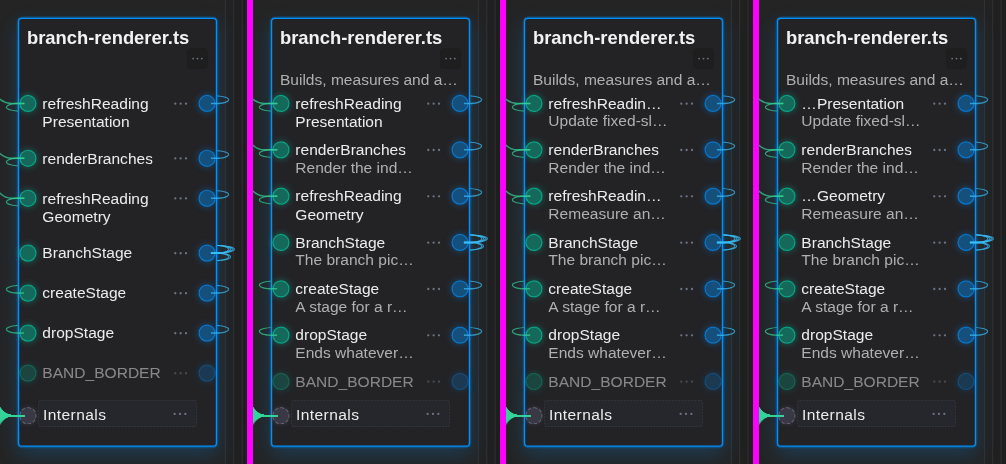 branch-renderer.ts
...
refreshReading ...
Presentation
renderBranches ...
refreshReading ...
Geometry
BranchStage ...
createStage ...
dropStage ...
BAND_BORDER ...
Internals ...
branch-renderer.ts
...
Builds, measures and a…
refreshReading ...
Presentation
renderBranches ...
Render the ind…
refreshReading ...
Geometry
BranchStage ...
The branch pic…
createStage ...
A stage for a r…
dropStage ...
Ends whatever…
BAND_BORDER ...
Internals ...
branch-renderer.ts
...
Builds, measures and a…
refreshReadin… ...
Update fixed-sl…
renderBranches ...
Render the ind…
refreshReadin… ...
Remeasure an…
BranchStage ...
The branch pic…
createStage ...
A stage for a r…
dropStage ...
Ends whatever…
BAND_BORDER ...
Internals ...
branch-renderer.ts
...
Builds, measures and a…
…Presentation ...
Update fixed-sl…
renderBranches ...
Render the ind…
…Geometry ...
Remeasure an…
BranchStage ...
The branch pic…
createStage ...
A stage for a r…
dropStage ...
Ends whatever…
BAND_BORDER ...
Internals ...